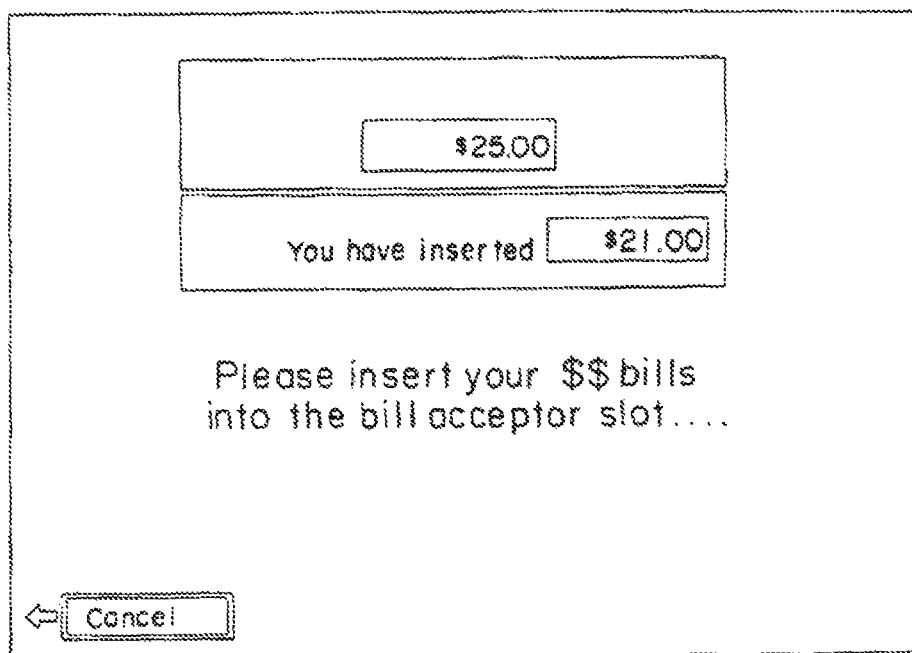 $25.00
You have inserted $21.00
Please insert your $$ bills
into the bill acceptor slot....
Cancel